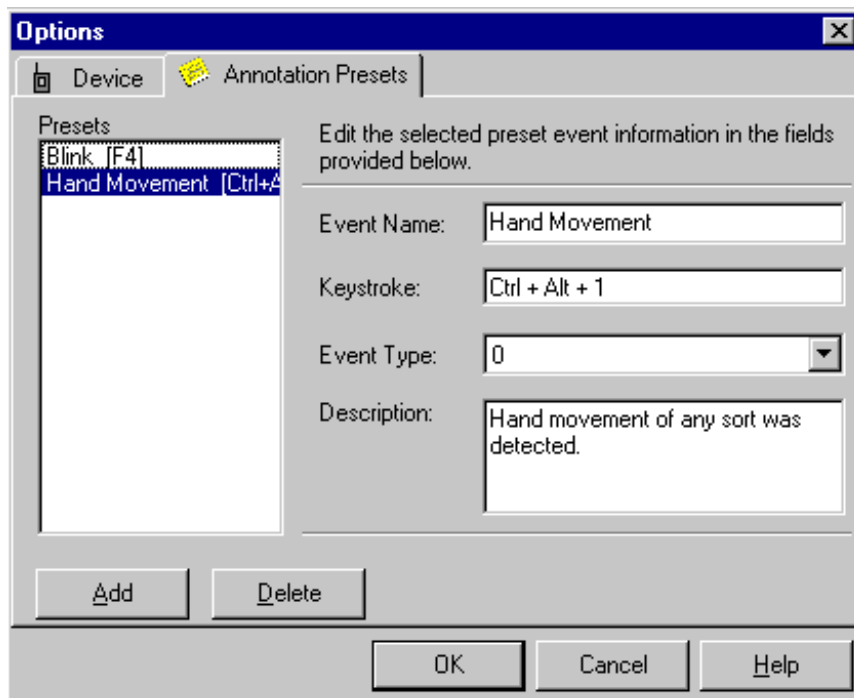 Options
Device
Annotation Presets
Presets
Blink [F4]
Hand Movement [Ctrl+A
Edit the selected preset event information in the fields
provided below.
Event Name:
Hand Movement
Keystroke:
Ctrl + Alt + 1
Event Type:
0
Description:
Hand movement of any sort was
detected.
Add
Delete
OK
Cancel
Help